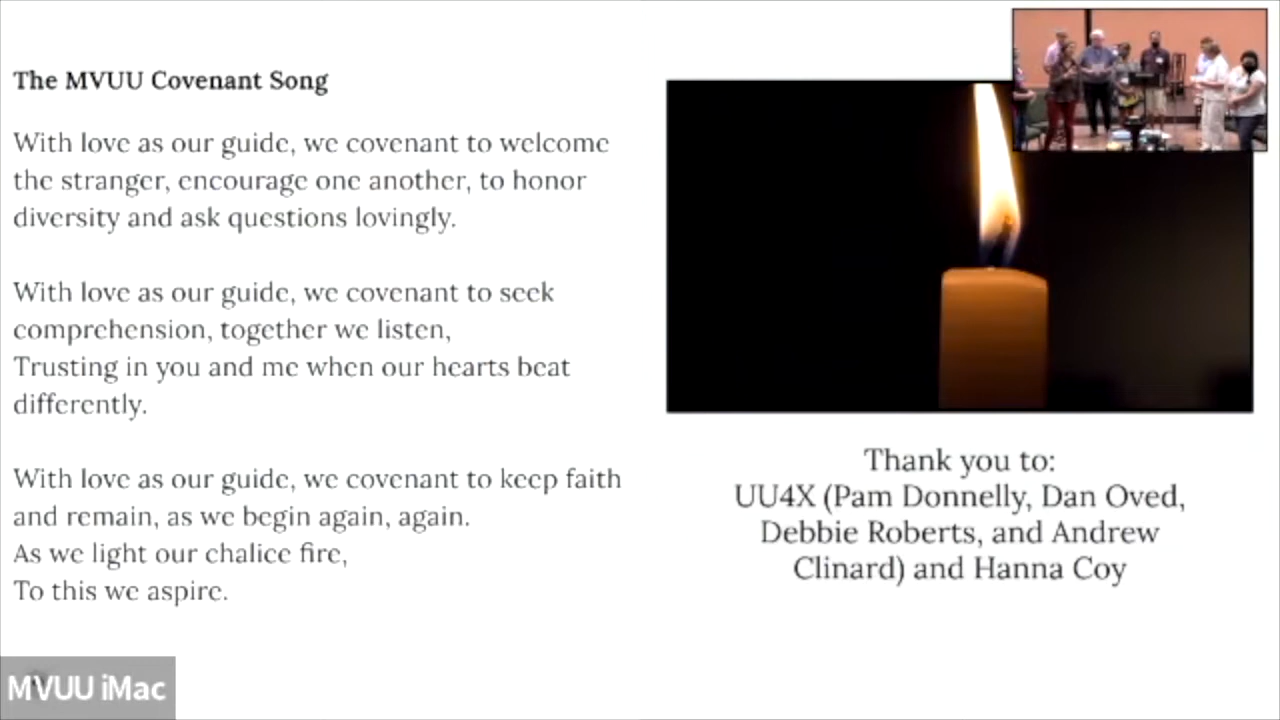 The MVUU Covenant Song
With love as our guide, we covenant to welcome
the stranger, encourage one another, to honor
diversity and ask questions lovingly.
With love as our guide, we covenant to seek
comprehension, together we listen,
Trusting in you and me when our hearts beat
differently.
With love as our guide, we covenant to keep faith
and remain, as we begin again, again.
As we light our chalice fire,
To this we aspire.
Thank you to:
UU4X (Pam Donnelly, Dan Oved,
Debbie Roberts, and Andrew
Clinard) and Hanna Coy
MVUU iMac